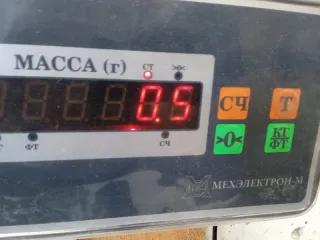 МАССА (г) СТ
0.5 СЧ Т
>0< КГ ФТ
ФТ СЧ
МЕХЭЛЕКТРОН-М